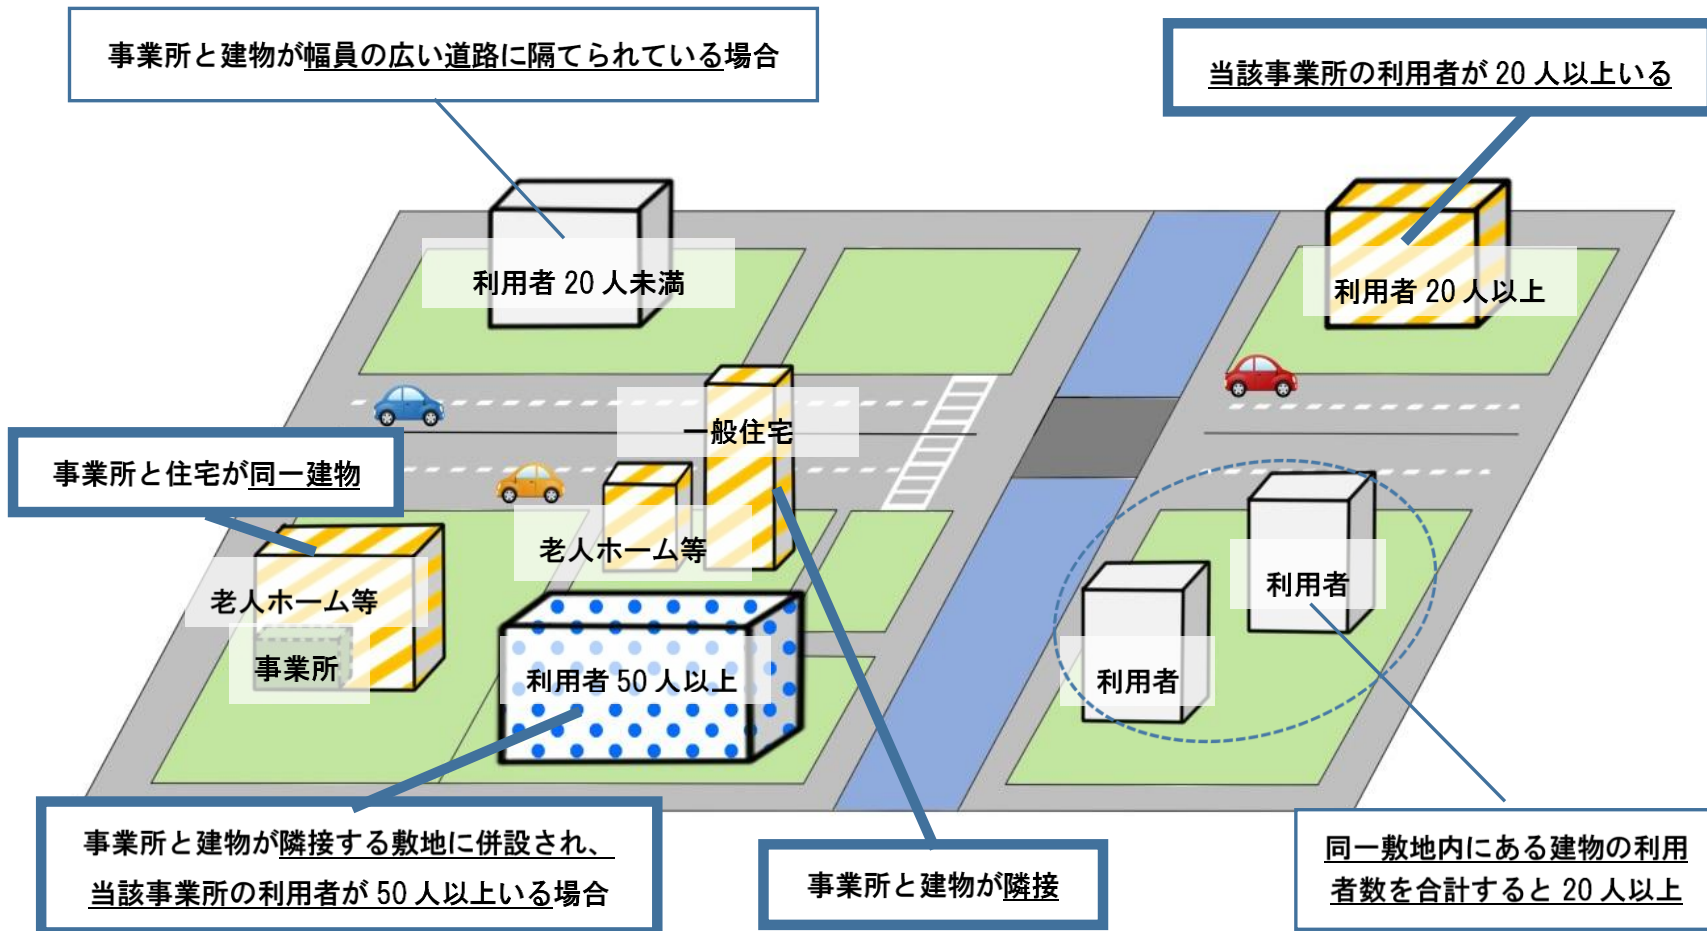 事業所と建物が幅員の広い道路に隔てられている場合
当該事業所の利用者が 20 人以上いる
利用者 20 人未満
利用者 20 人以上
一般住宅
事業所と住宅が同一建物
老人ホーム等
利用者
老人ホーム等
事業所
利用者 50 人以上
利用者
事業所と建物が隣接する敷地に併設され、
当該事業所の利用者が 50 人以上いる場合
事業所と建物が隣接
同一敷地内にある建物の利用
者数を合計すると 20 人以上